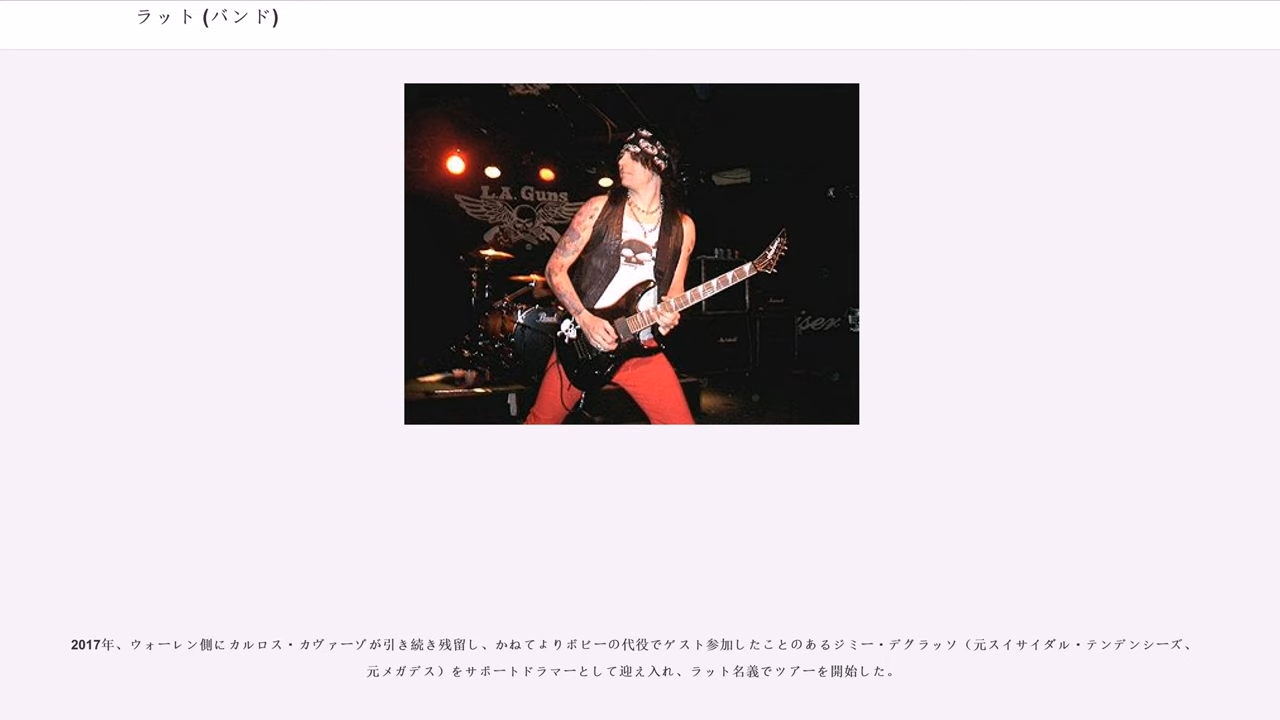 ラット (バンド)
L.A. Guns
2017年、ウォーレン側にカルロス・カヴァーゾが引き続き残留し、かねてよりボビーの代役でゲスト参加したことのあるジミー・デグラッソ（元スイサイダル・テンデンシーズ、
元メガデス）をサポートドラマーとして迎え入れ、ラット名義でツアーを開始した。